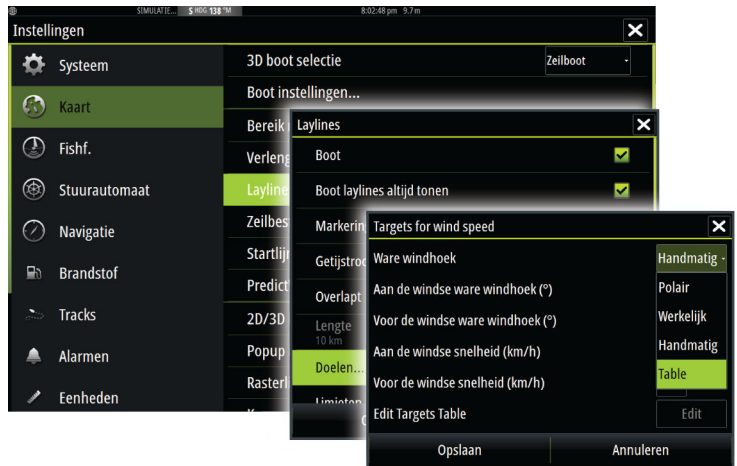 SIMULATIE... S HDG 138 °M 8:02:48 pm 9.7 m
Instellingen
Systeem
Kaart
Fishf.
Stuurautomaat
Navigatie
Brandstof
Tracks
Alarmen
Eenheden
3D boot selectie
Zeilboot
Boot instellingen...
Bereik
Verleng
Layline
Zeilbes
Startlij
Predict
2D/3D
Popup
Rasterl
Laylines
Boot
Boot laylines altijd tonen
Markerin
Getijstroo
Overlapt
Lengte
10 km
Doelen...
Limieten
Targets for wind speed
Ware windhoek
Handmatig
Aan de windse ware windhoek (°)
Voor de windse ware windhoek (°)
Aan de windse snelheid (km/h)
Voor de windse snelheid (km/h)
Edit Targets Table
Edit
Polair
Werkelijk
Handmatig
Table
Opslaan
Annuleren